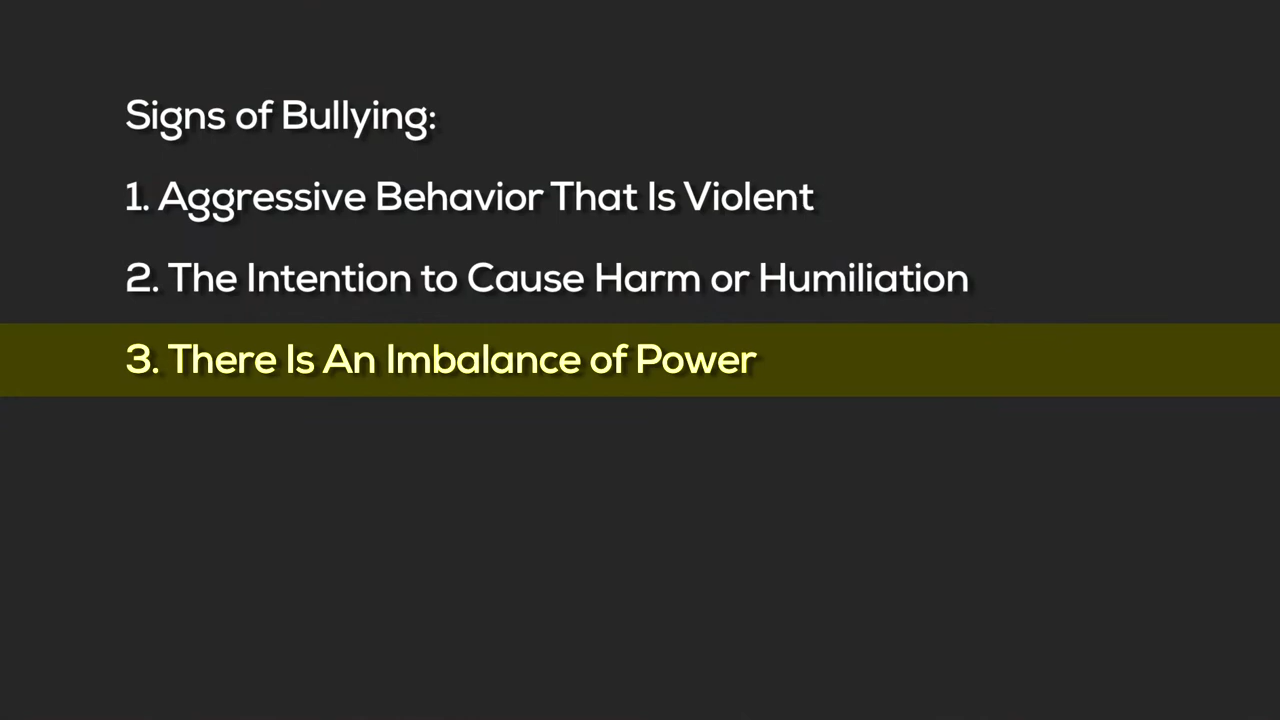 Signs of Bullying:
1. Aggressive Behavior That Is Violent
2. The Intention to Cause Harm or Humiliation
3. There Is An Imbalance of Power